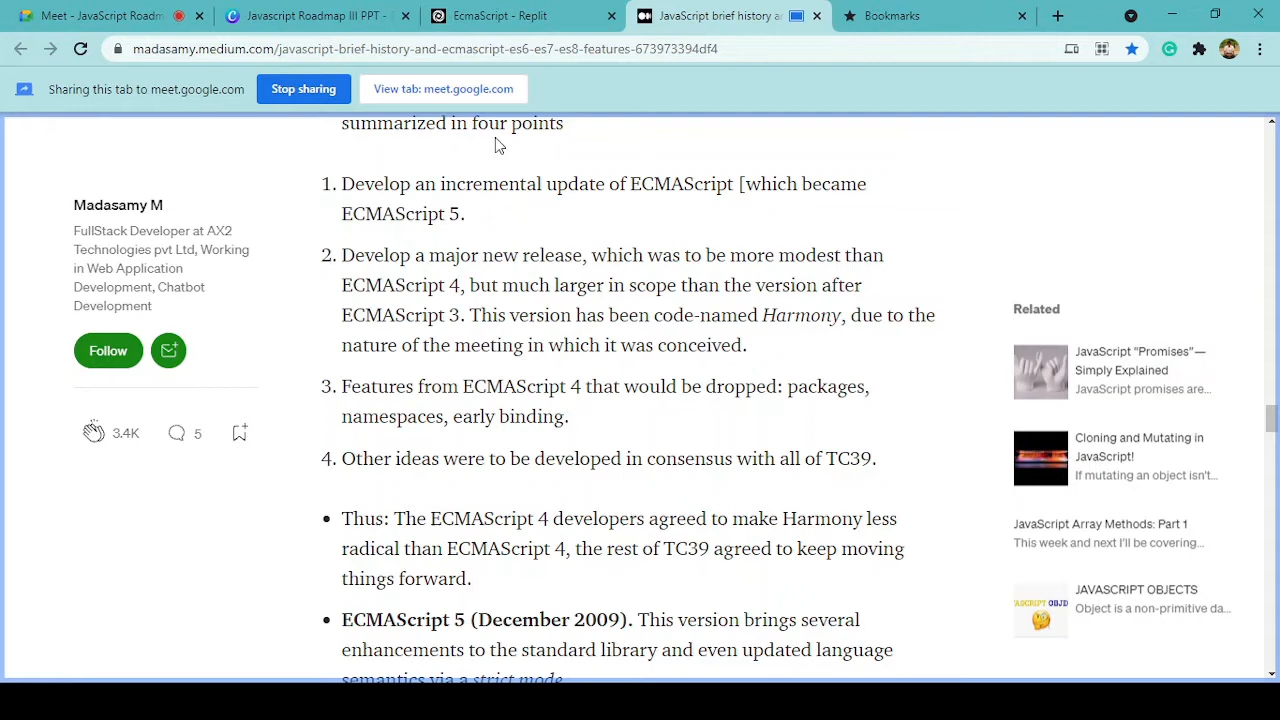 Meet - JavaScript Roadm
Javascript Roadmap III PPT -
EcmaScript - Replit
JavaScript brief history a
Bookmarks
madasamy.medium.com/javascript-brief-history-and-ecmascript-es6-es7-es8-features-673973394df4
Sharing this tab to meet.google.com
Stop sharing
View tab: meet.google.com
summarized in four points
1. Develop an incremental update of ECMAScript [which became
ECMAScript 5.
2. Develop a major new release, which was to be more modest than
ECMAScript 4, but much larger in scope than the version after
ECMAScript 3. This version has been code-named Harmony, due to the
nature of the meeting in which it was conceived.
3. Features from ECMAScript 4 that would be dropped: packages,
namespaces, early binding.
4. Other ideas were to be developed in consensus with all of TC39.
• Thus: The ECMAScript 4 developers agreed to make Harmony less
radical than ECMAScript 4, the rest of TC39 agreed to keep moving
things forward.
• ECMAScript 5 (December 2009). This version brings several
enhancements to the standard library and even updated language
semantics via a strict mode
Madasamy M
FullStack Developer at AX2
Technologies pvt Ltd, Working
in Web Application
Development, Chatbot
Development
Follow
3.4K
5
Related
JavaScript “Promises”—
Simply Explained
JavaScript promises are...
Cloning and Mutating in
JavaScript!
If mutating an object isn't...
JavaScript Array Methods: Part 1
This week and next I'll be covering...
JAVASCRIPT OBJECTS
Object is a non-primitive da...